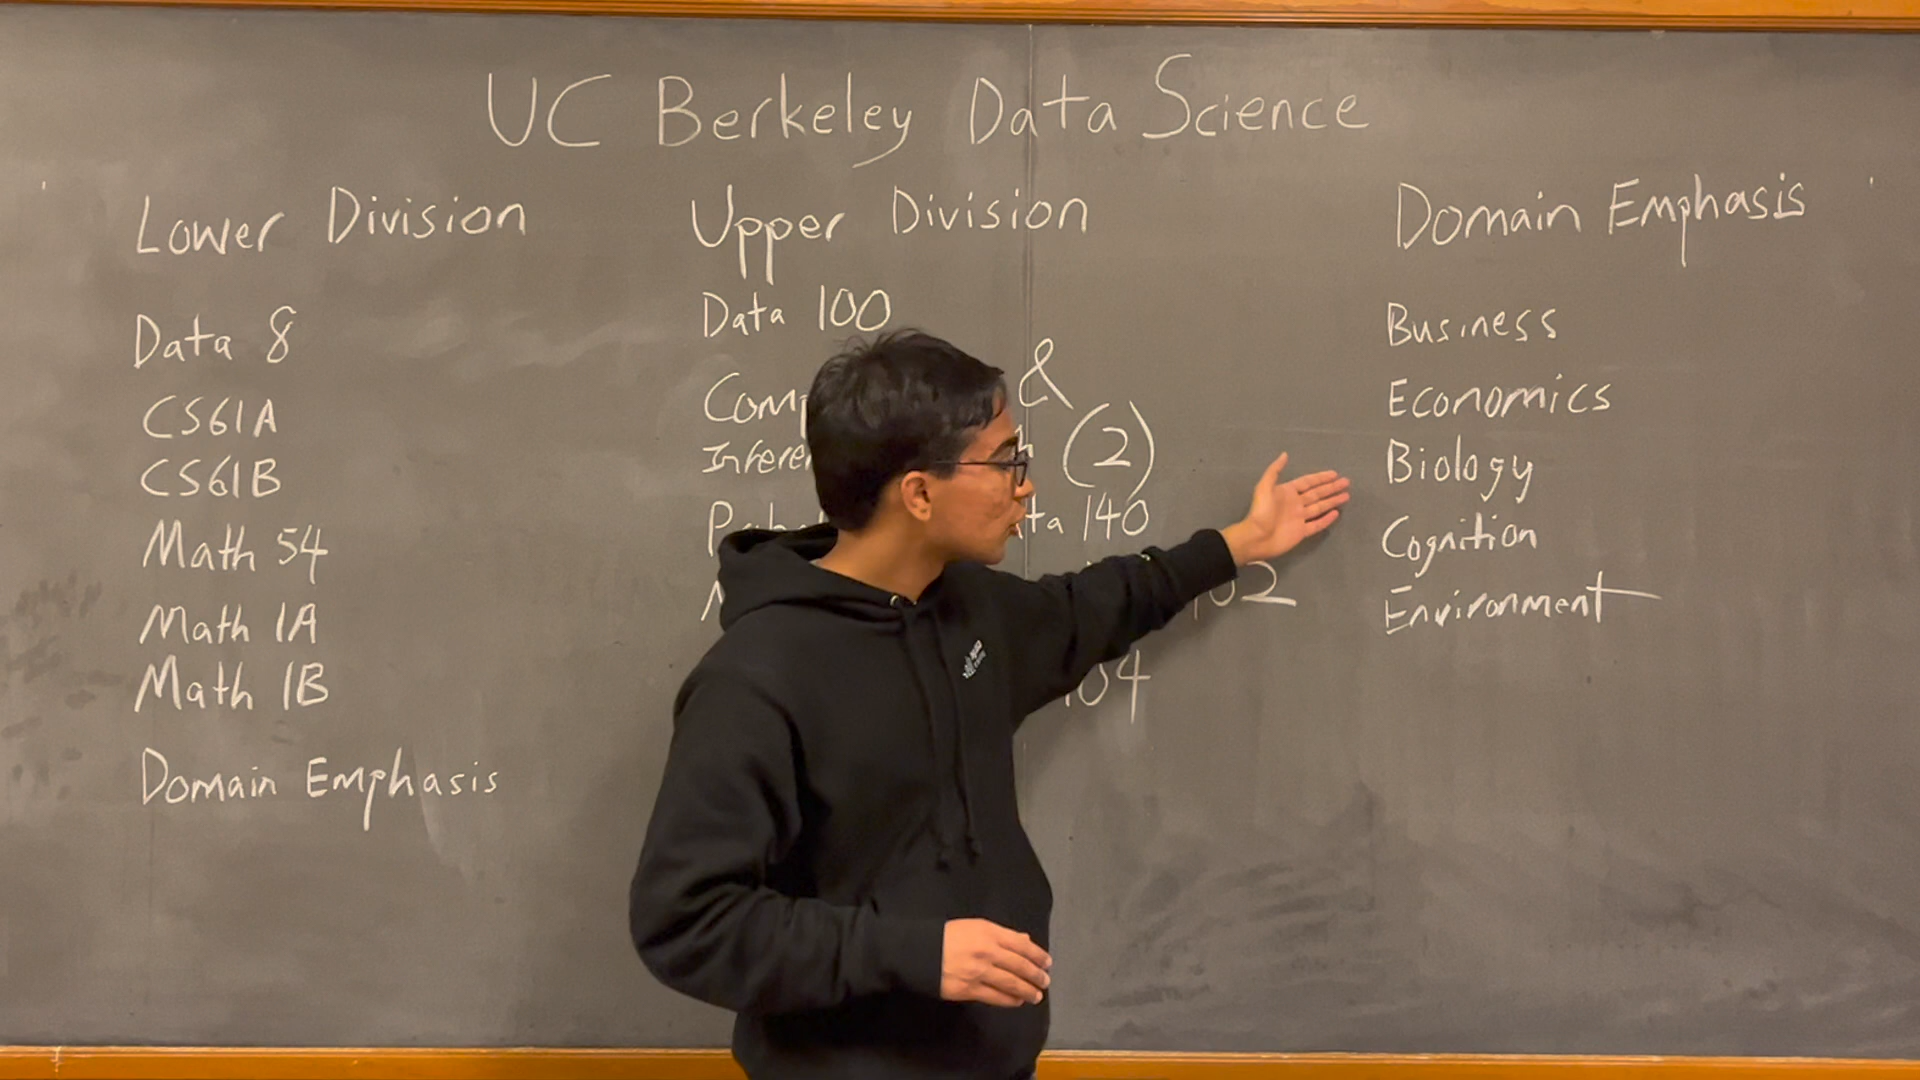 UC Berkeley Data Science
Lower Division
Data 8
CS61A
CS61B
Math 54
Math 1A
Math 1B
Domain Emphasis
Upper Division
Data 100
&
(2)
140
Domain Emphasis
Business
Economics
Biology
Cognition
Environment